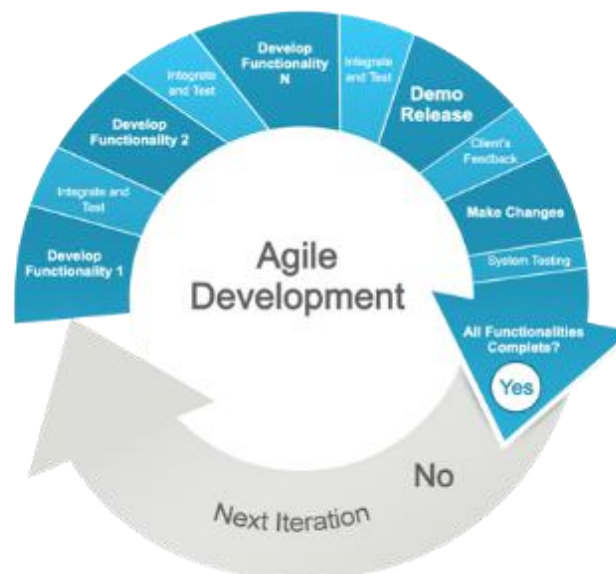 Develop
Functionality 1
Integrate and
Test
Develop
Functionality 2
Integrate
and Test
Develop
Functionality
N
Integrate
and Test
Demo
Release
Client's
Feedback
Make Changes
System Testing
All Functionalities
Complete?
Yes
No
Next Iteration
Agile
Development